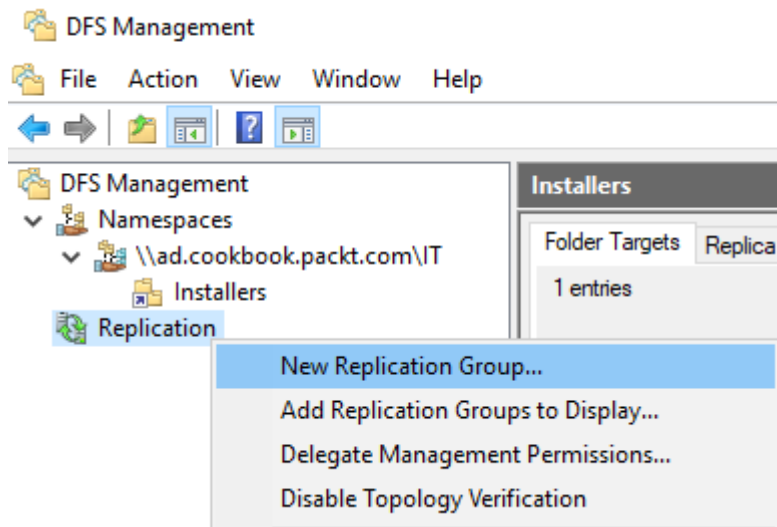 DFS Management
File Action View Window Help
DFS Management
Namespaces
\\ad.cookbook.packt.com\IT
Installers
Replication
Installers
Folder Targets Replica
1 entries
New Replication Group...
Add Replication Groups to Display...
Delegate Management Permissions...
Disable Topology Verification